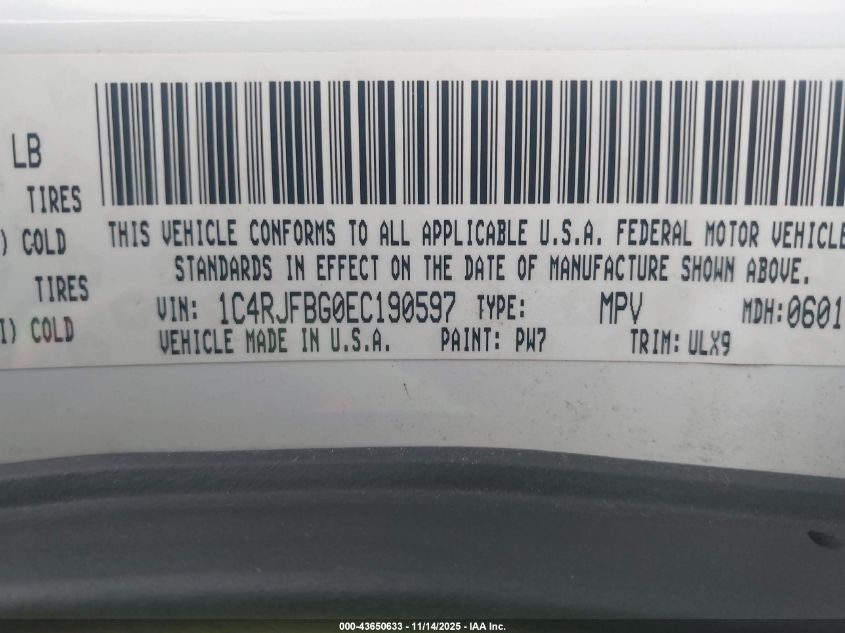 LB
TIRES
) COLD
TIRES
I) COLD
THIS VEHICLE CONFORMS TO ALL APPLICABLE U.S.A. FEDERAL MOTOR VEHICLE
STANDARDS IN EFFECT ON THE DATE OF MANUFACTURE SHOWN ABOVE.
VIN: 1C4RJFBG0EC190597 TYPE: MPV MDH:0601
VEHICLE MADE IN U.S.A. PAINT: PW7 TRIM: ULX9
000-43650633 - 11/14/2025 - IAA Inc.